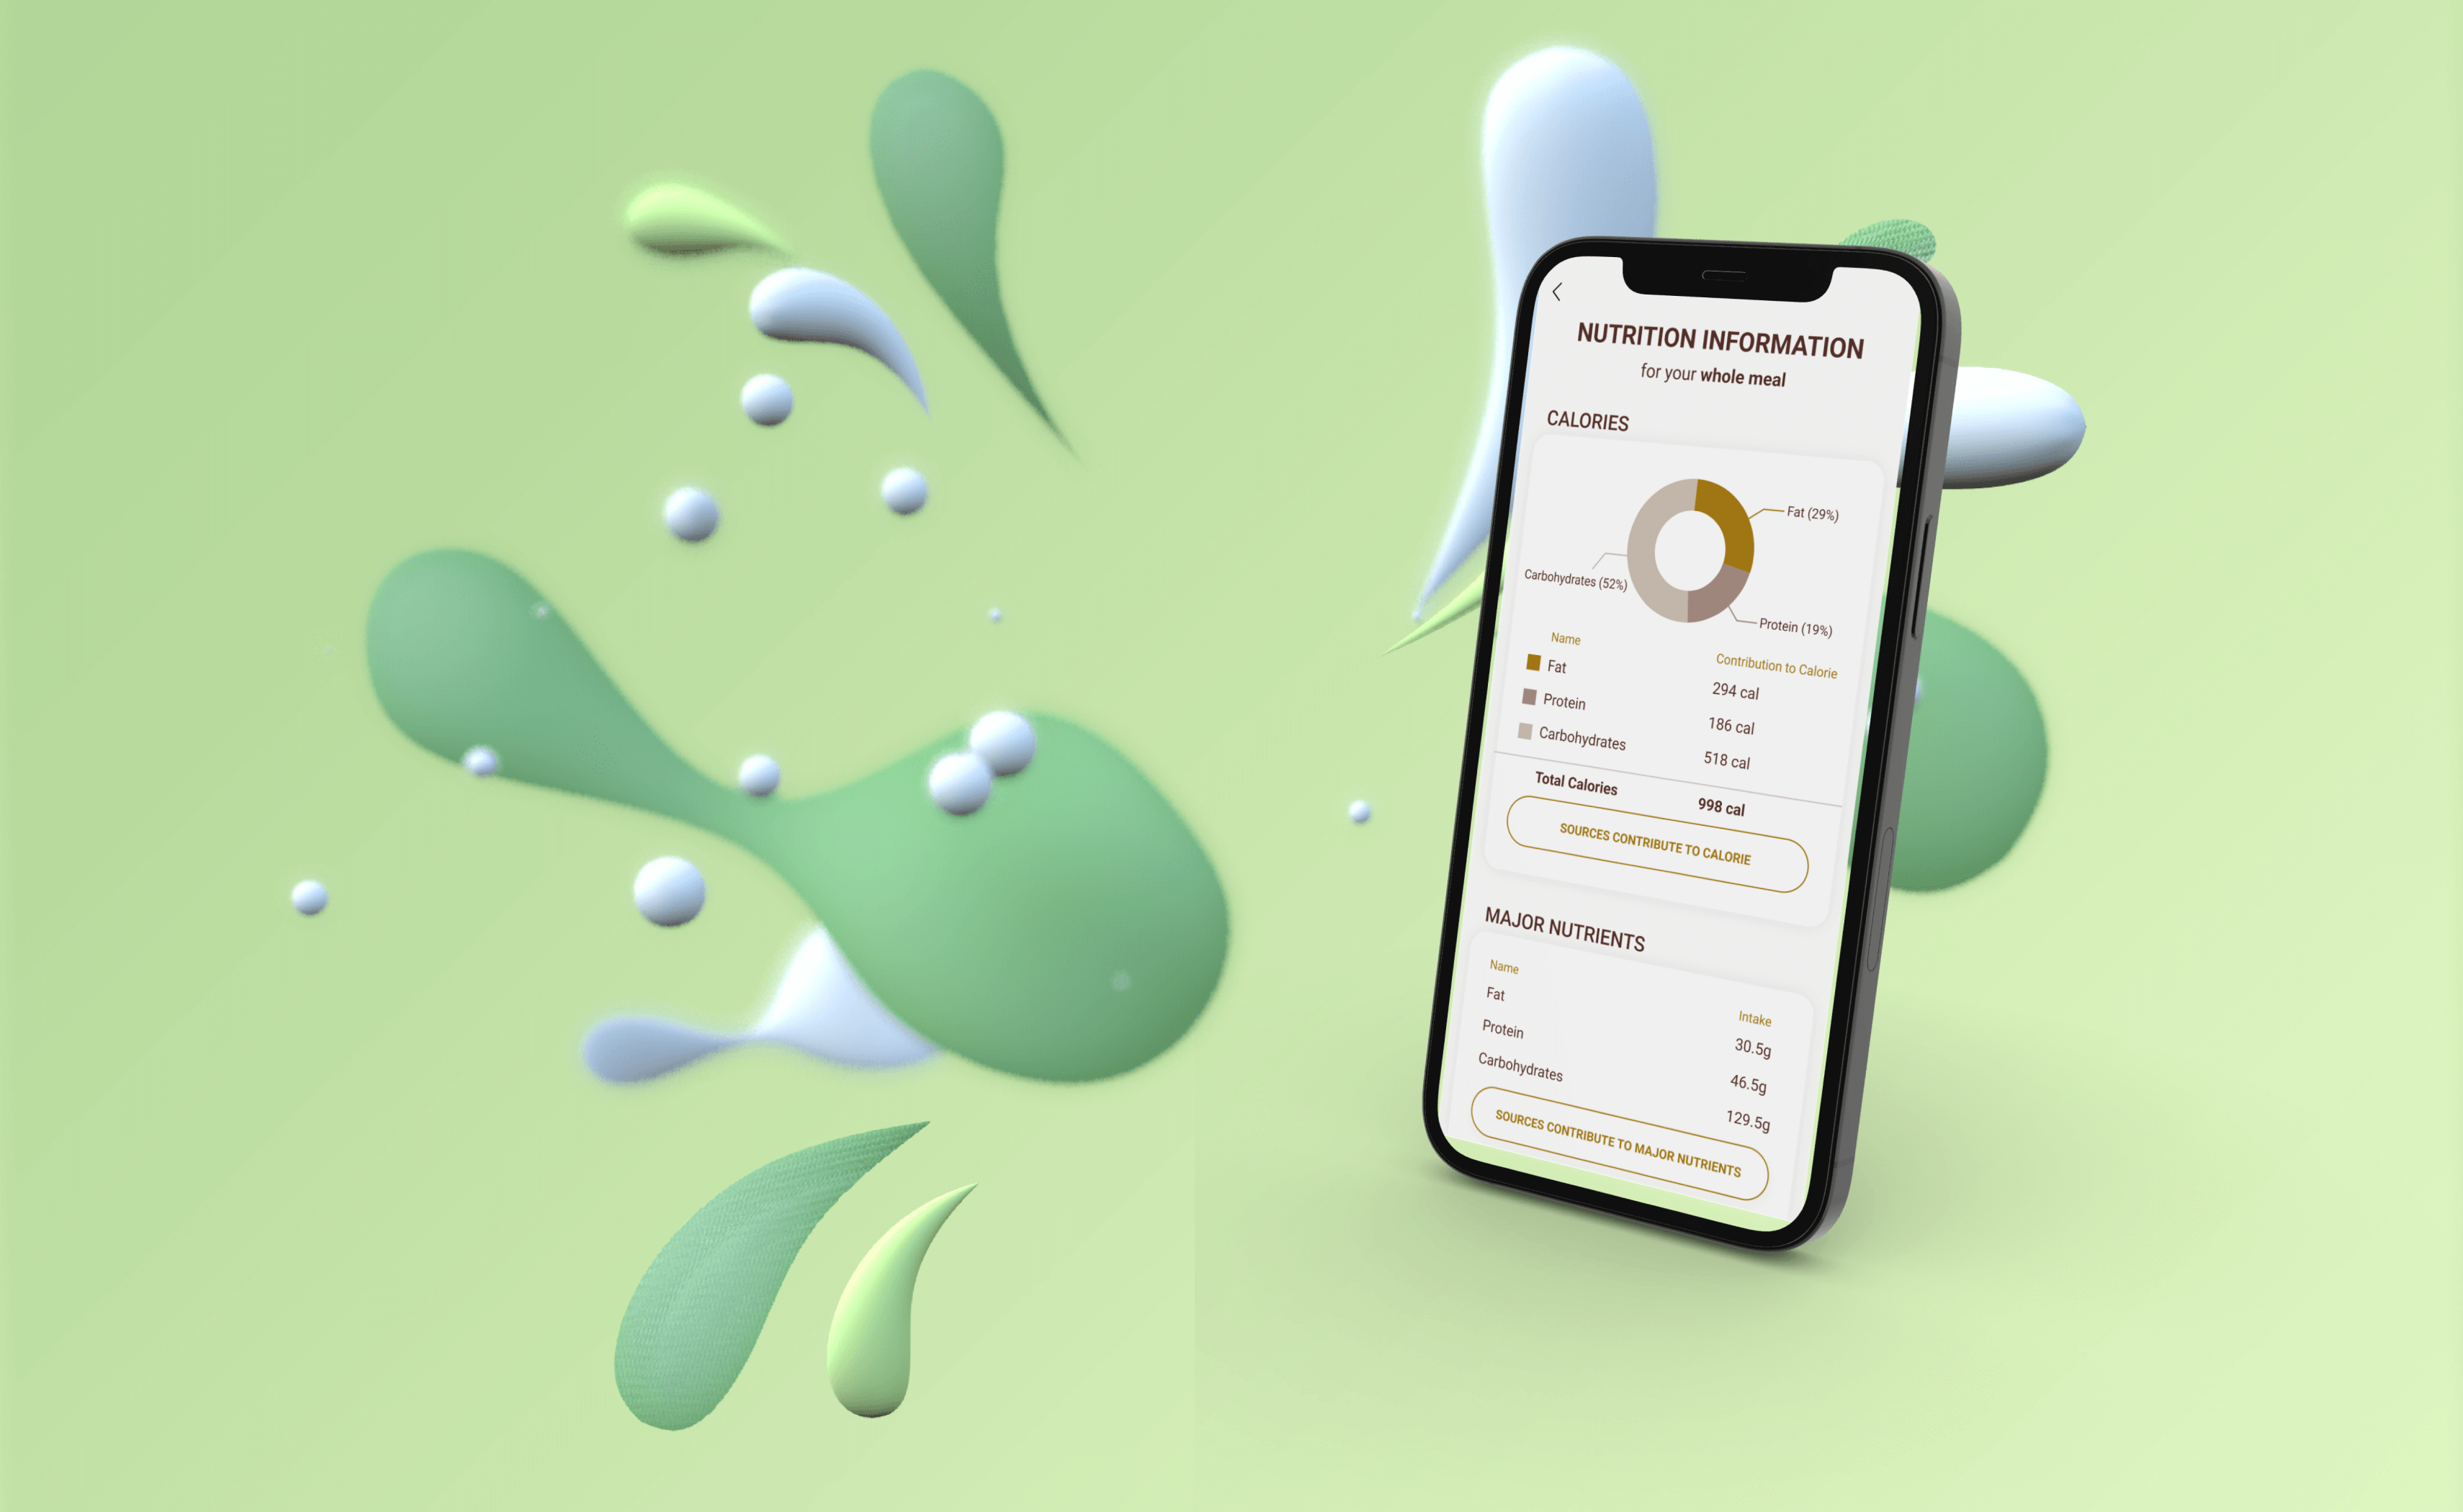 NUTRITION INFORMATION
for your whole meal
CALORIES
Fat (29%)
Carbohydrates (52%)
Protein (19%)
Name
Contribution to Calorie
Fat
294 cal
Protein
186 cal
Carbohydrates
518 cal
Total Calories
998 cal
SOURCES CONTRIBUTE TO CALORIE
MAJOR NUTRIENTS
Name
Intake
Fat
30.5g
Protein
46.5g
Carbohydrates
129.5g
SOURCES CONTRIBUTE TO MAJOR NUTRIENTS